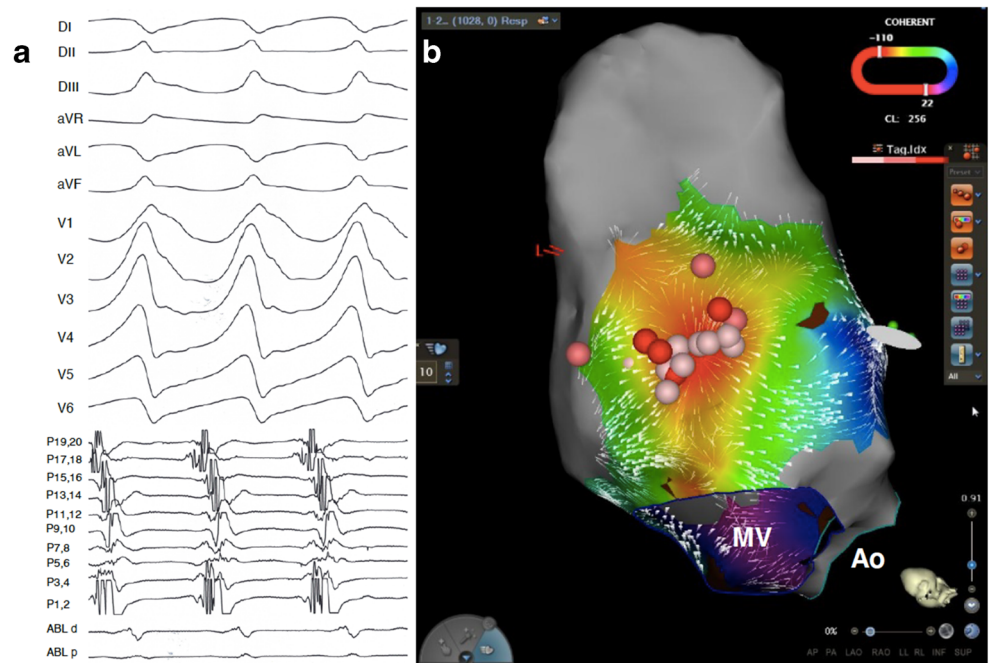 a
DI
DII
DIII
aVR
aVL
aVF
V1
V2
V3
V4
V5
V6
P19,20
P17,18
P15,16
P13,14
P11,12
P9,10
P7,8
P5,6
P3,4
P1,2
ABL d
ABL p
b
1-2... (1028, 0) Resp
COHERENT
-110
22
CL: 256
Tag.Idx
Preset
All
L
10
0.91
MV
Ao
0%
AP PA LAO RAO LL RL INF SUP